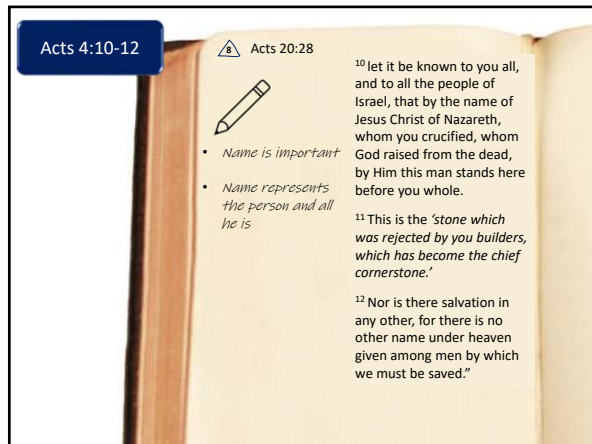 Acts 4:10-12
8 Acts 20:28
• Name is important
• Name represents
the person and all
he is
10 let it be known to you all,
and to all the people of
Israel, that by the name of
Jesus Christ of Nazareth,
whom you crucified, whom
God raised from the dead,
by Him this man stands here
before you whole.
11 This is the ‘stone which
was rejected by you builders,
which has become the chief
cornerstone.’
12 Nor is there salvation in
any other, for there is no
other name under heaven
given among men by which
we must be saved.”